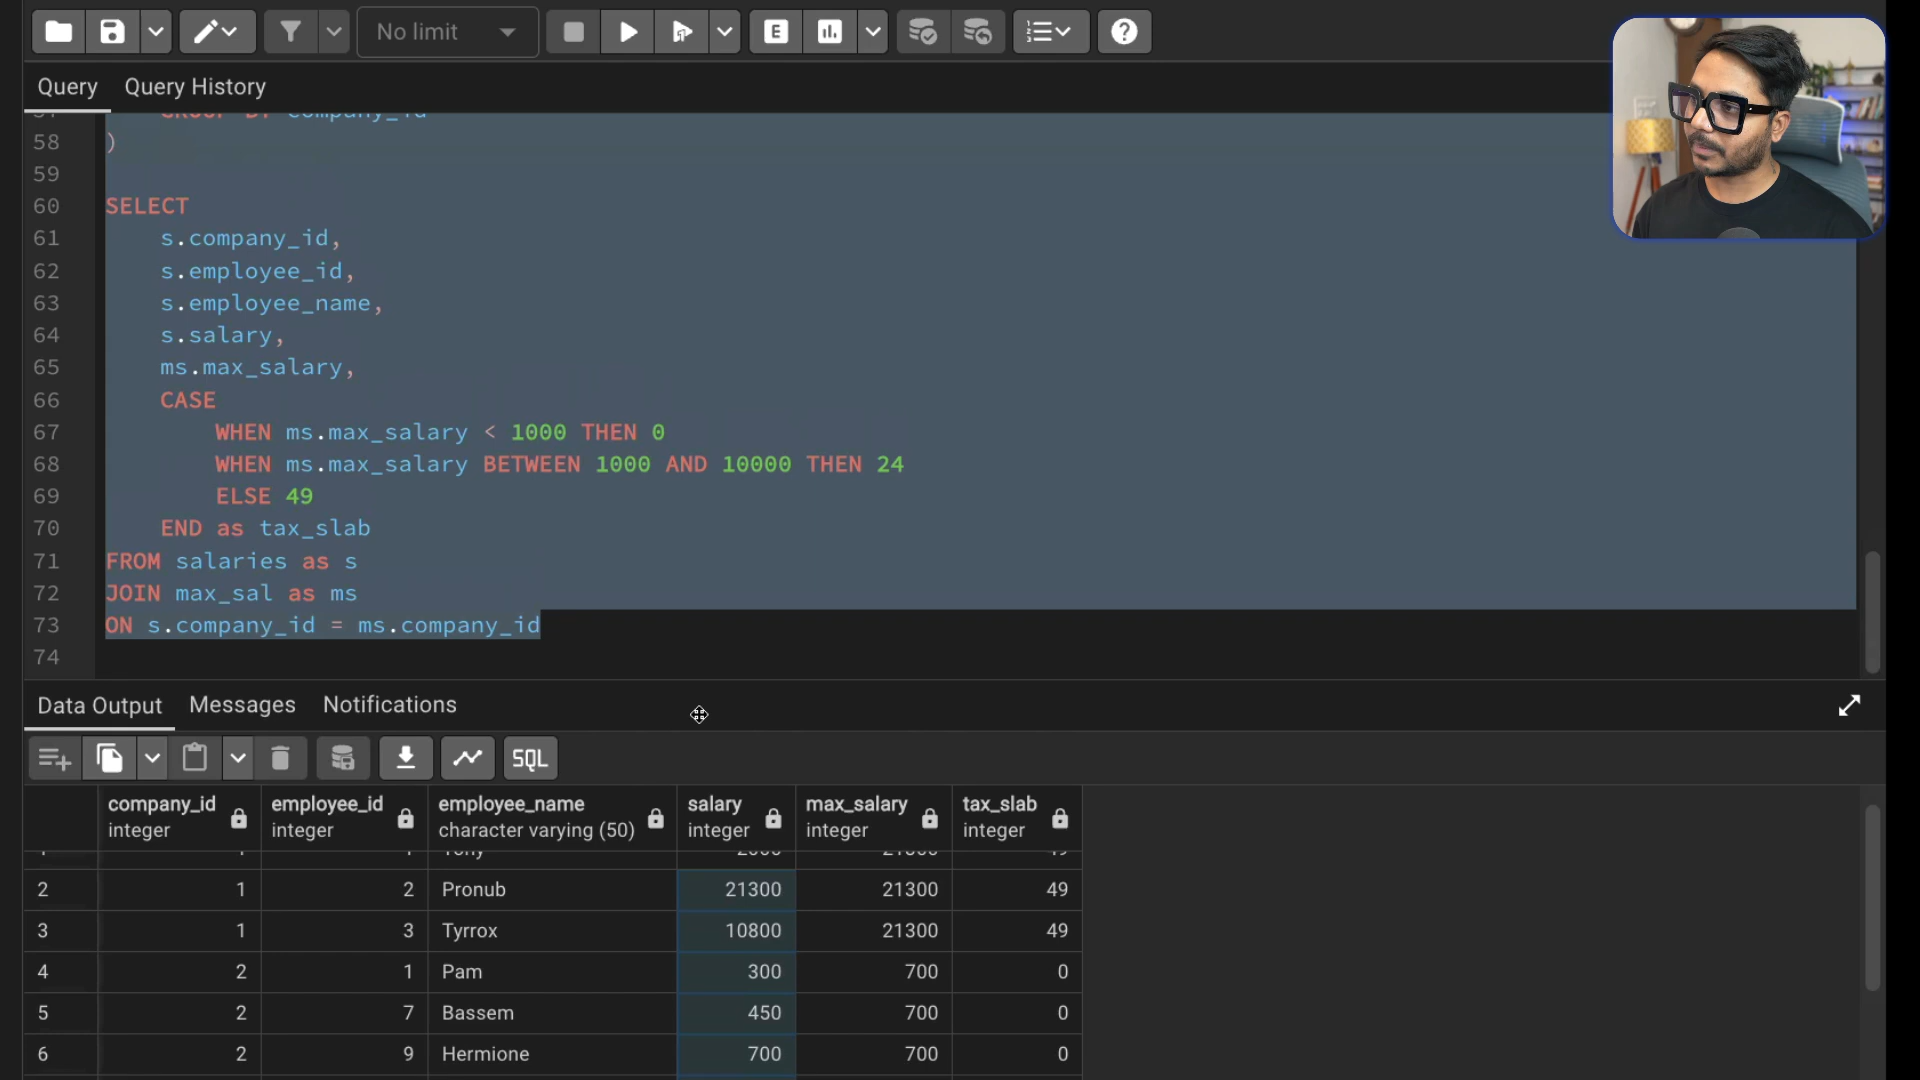 No limit
E
Query Query History
58 )
59
60 SELECT
61 s.company_id,
62 s.employee_id,
63 s.employee_name,
64 s.salary,
65 ms.max_salary,
66 CASE
67 WHEN ms.max_salary < 1000 THEN 0
68 WHEN ms.max_salary BETWEEN 1000 AND 10000 THEN 24
69 ELSE 49
70 END as tax_slab
71 FROM salaries as s
72 JOIN max_sal as ms
73 ON s.company_id = ms.company_id
74
Data Output Messages Notifications
SQL
company_id employee_id employee_name salary max_salary tax_slab
integer integer character varying (50) integer integer integer
2 1 2 Pronub 21300 21300 49
3 1 3 Tyrrox 10800 21300 49
4 2 1 Pam 300 700 0
5 2 7 Bassem 450 700 0
6 2 9 Hermione 700 700 0